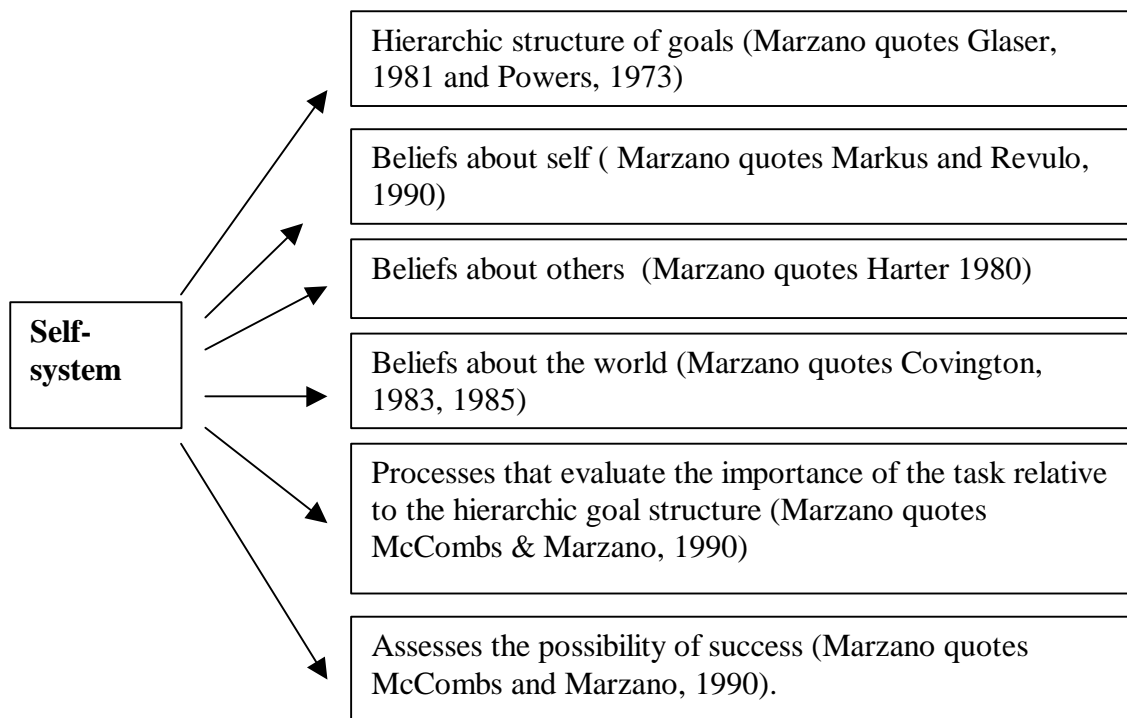 Hierarchic structure of goals (Marzano quotes Glaser,
1981 and Powers, 1973)
Beliefs about self ( Marzano quotes Markus and Revulo,
1990)
Beliefs about others  (Marzano quotes Harter 1980)
Self-
system
Beliefs about the world (Marzano quotes Covington,
1983, 1985)
Processes that evaluate the importance of the task relative
to the hierarchic goal structure (Marzano quotes
McCombs & Marzano, 1990)
Assesses the possibility of success (Marzano quotes
McCombs and Marzano, 1990).